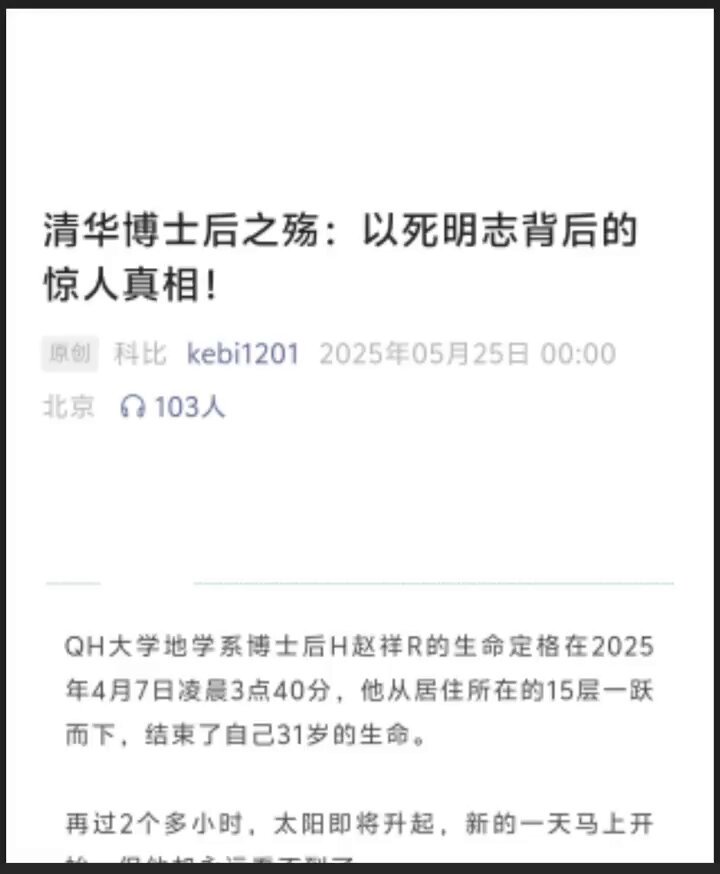 清华博士后之殇：以死明志背后的
惊人真相！
原创 科比 kebi1201 2025年05月25日 00:00
北京 103人
QH大学地学系博士后H赵祥R的生命定格在2025
年4月7日凌晨3点40分，他从居住所在的15层一跃
而下，结束了自己31岁的生命。
再过2个多小时，太阳即将升起，新的一天马上开